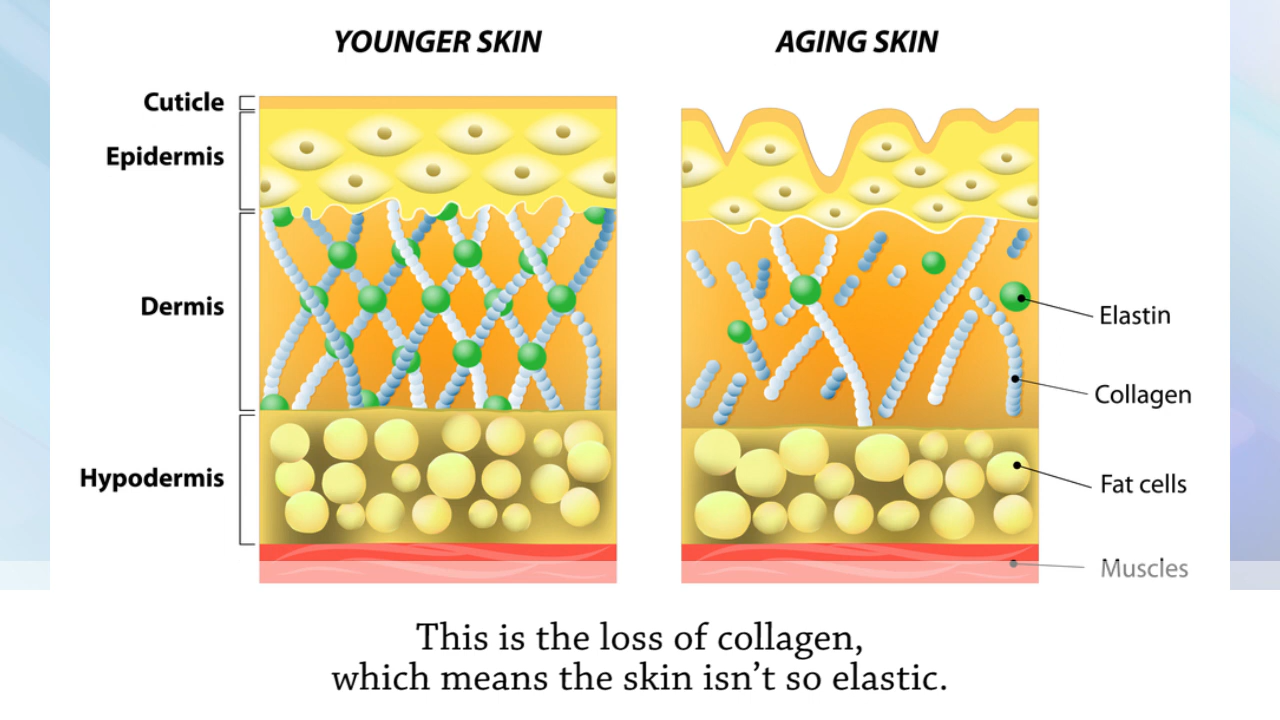 YOUNGER SKIN
AGING SKIN
Cuticle
Epidermis
Dermis
Hypodermis
Elastin
Collagen
Fat cells
Muscles
This is the loss of collagen,
which means the skin isn’t so elastic.